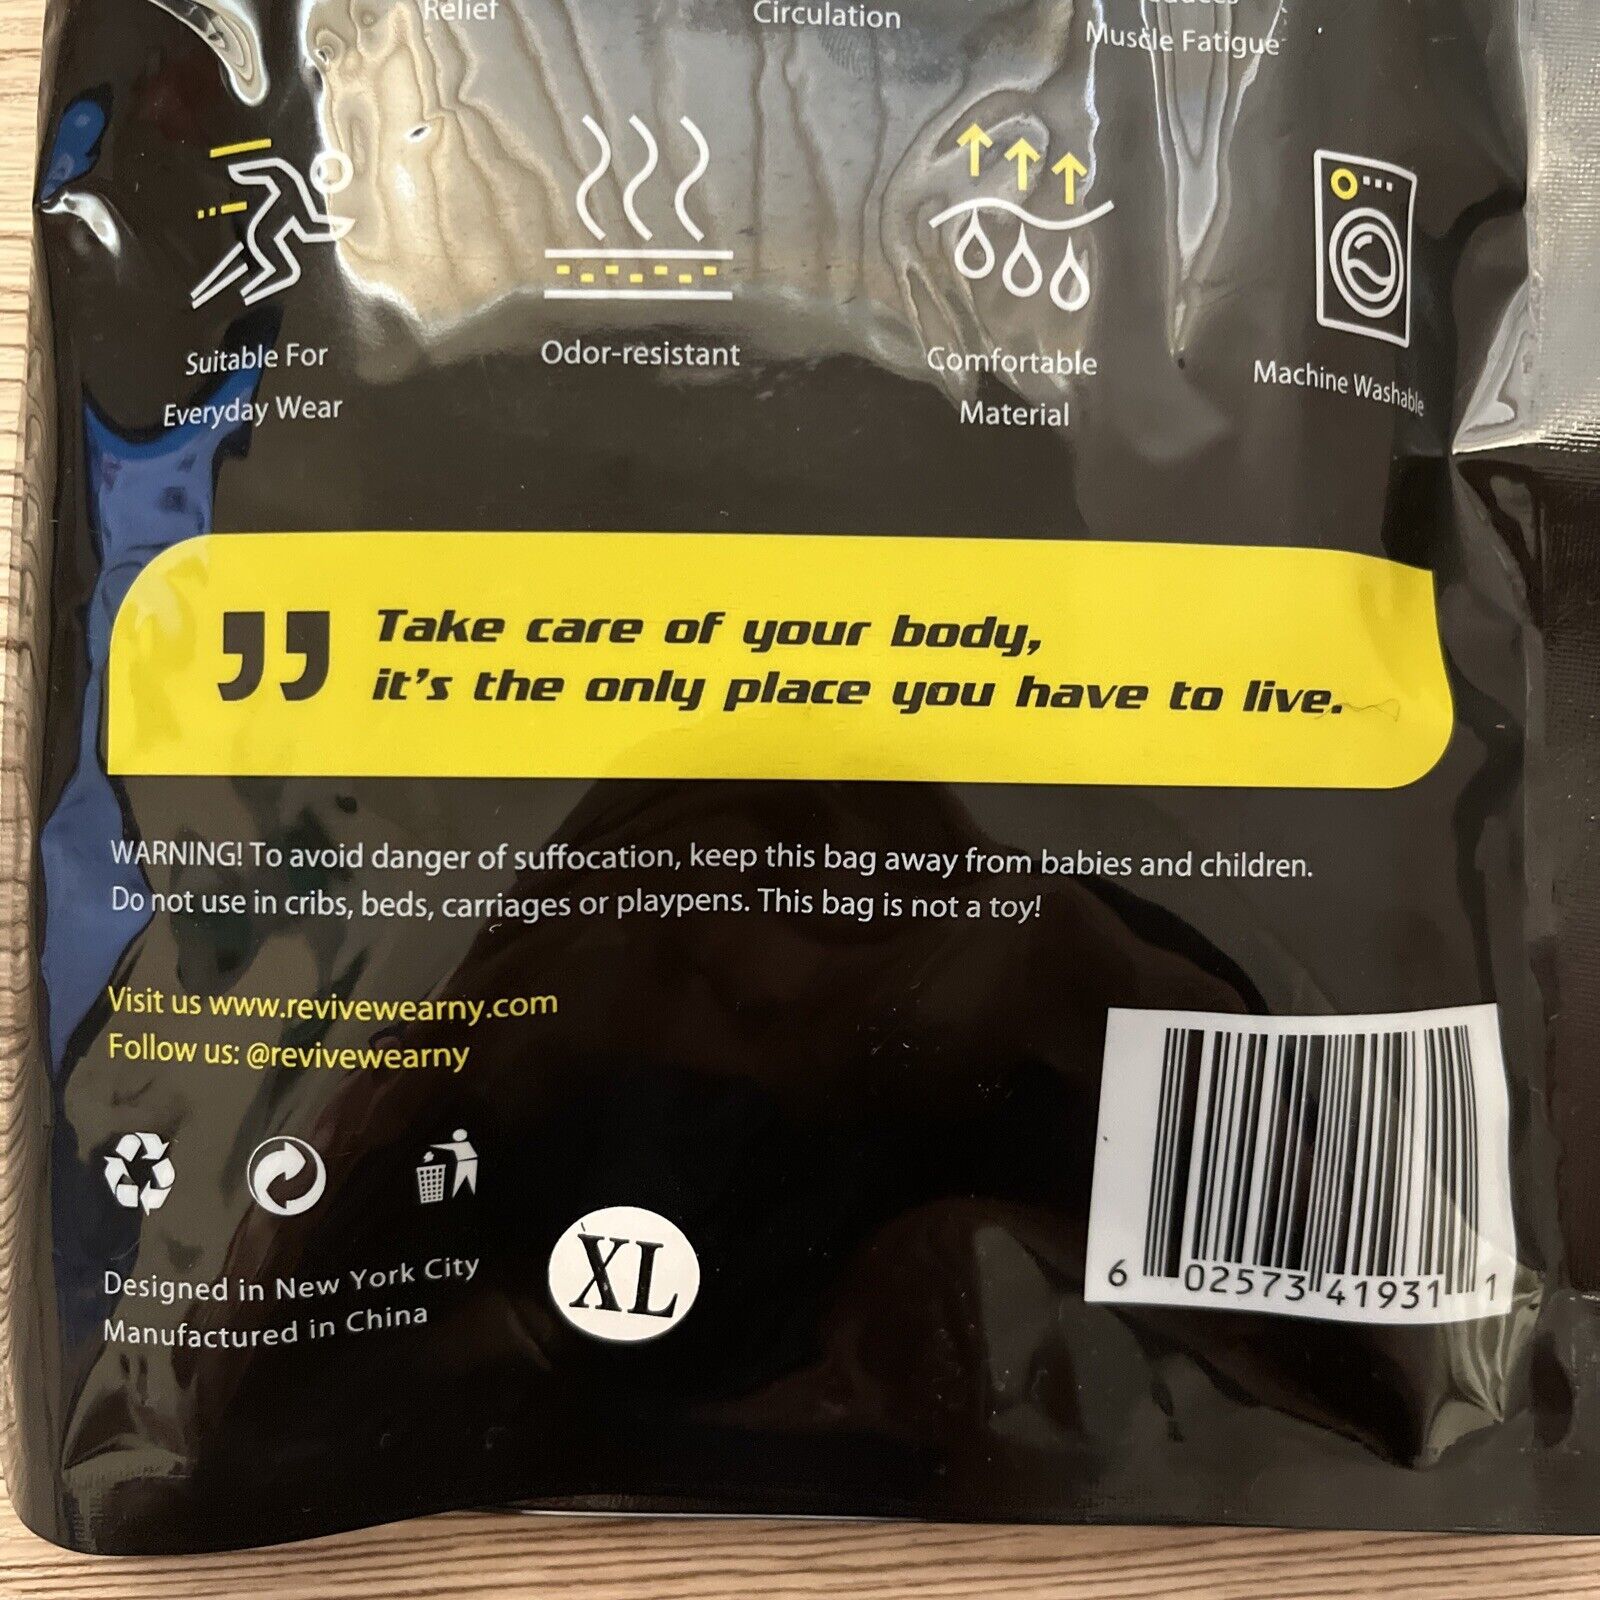 Relief
Circulation
Muscle Fatigue
Suitable For
Everyday Wear
Odor-resistant
Comfortable
Material
Machine Washable
" Take care of your body,
it's the only place you have to live.
WARNING! To avoid danger of suffocation, keep this bag away from babies and children.
Do not use in cribs, beds, carriages or playpens. This bag is not a toy!
Visit us www.revivewearny.com
Follow us: @revivewearny
Designed in New York City
Manufactured in China
XL
6 02573 41931 1